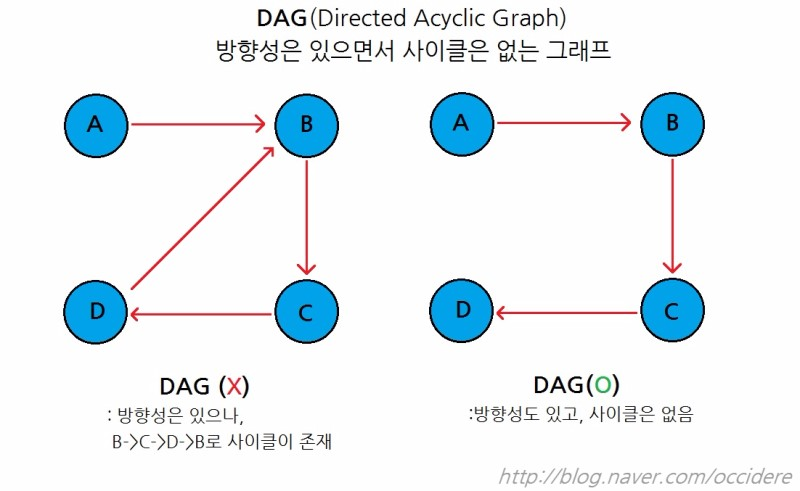 DAG(Directed Acyclic Graph)
방향성은 있으면서 사이클은 없는 그래프
A
B
D
C
A
B
D
C
DAG (X)
: 방향성은 있으나,
B->C->D->B로 사이클이 존재
DAG(O)
:방향성도 있고, 사이클은 없음
http://blog.naver.com/occidere